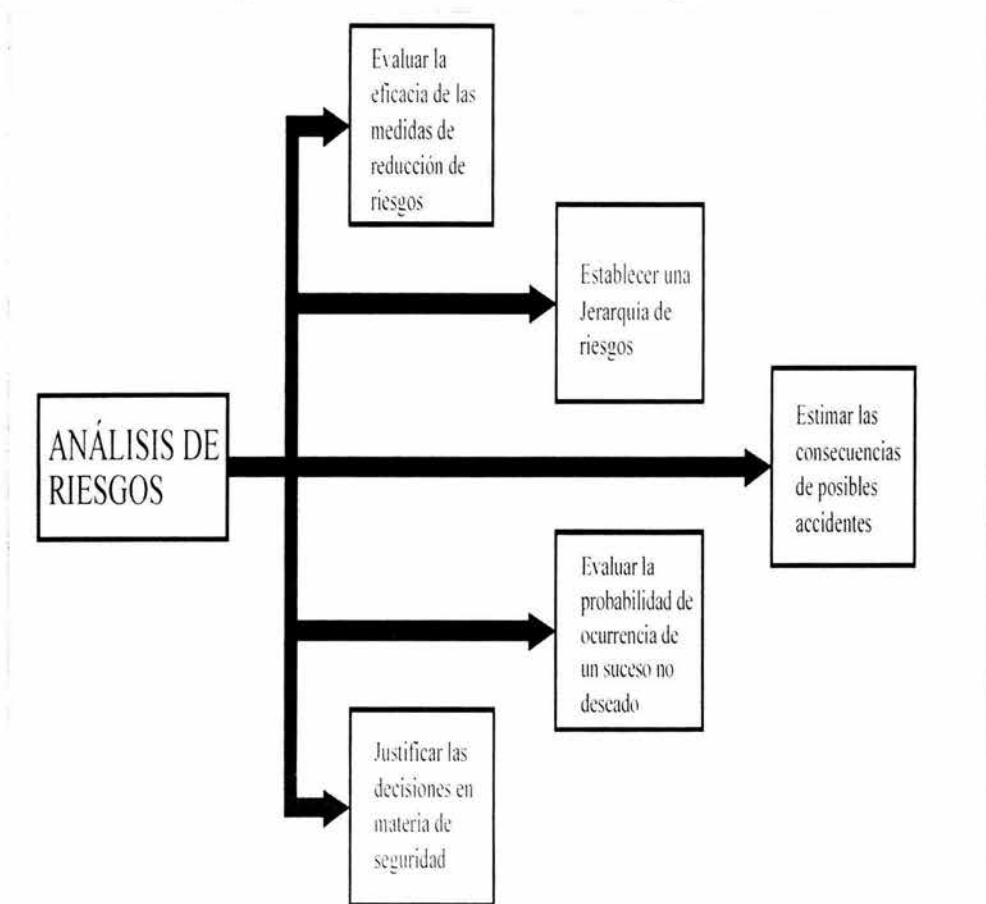 Evaluar la
eficacia de las
medidas de
reducción de
riesgos
Establecer una
Jerarquia de
riesgos
ANÁLISIS DE
RIESGOS
Estimar las
consecuencias
de posibles
accidentes
Evaluar la
probabilidad de
ocurrencia de
un suceso no
deseado
Justificar las
decisiones en
materia de
seguridad